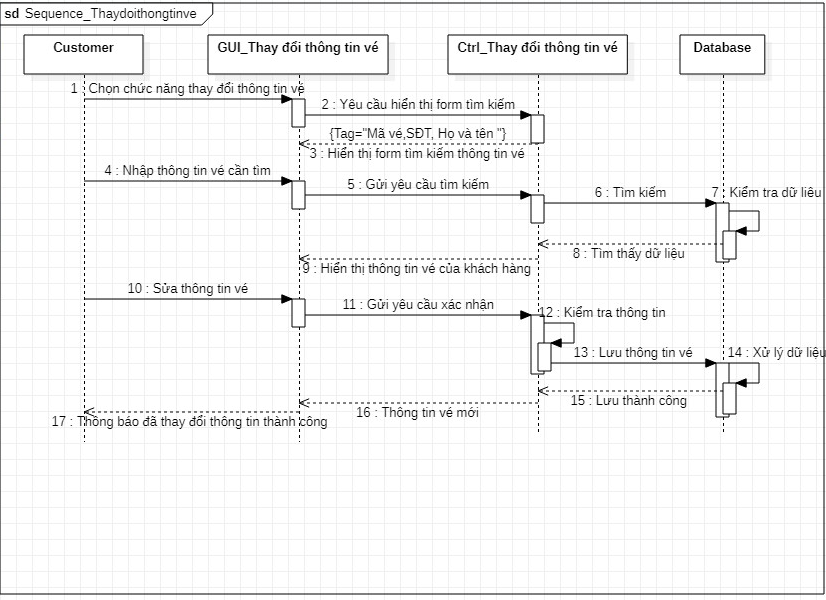 sd Sequence_Thaydoithongtinve
Customer
GUI_Thay đổi thông tin vé
Ctrl_Thay đổi thông tin vé
Database
1 : Chọn chức năng thay đổi thông tin vé
2 : Yêu cầu hiển thị form tìm kiếm
{Tag="Mã vé,SĐT, Họ và tên "}
3 : Hiển thị form tìm kiếm thông tin vé
4 : Nhập thông tin vé cần tìm
5 : Gửi yêu cầu tìm kiếm
6 : Tìm kiếm
7 : Kiểm tra dữ liêu
8 : Tìm thấy dữ liệu
9 : Hiển thị thông tin vé của khách hàng
10 : Sửa thông tin vé
11 : Gửi yêu cầu xác nhận
12 : Kiểm tra thông tin
13 : Lưu thông tin vé
14 : Xử lý dữ liệu
15 : Lưu thành công
16 : Thông tin vé mới
17 : Thông báo đã thay đổi thông tin thành công